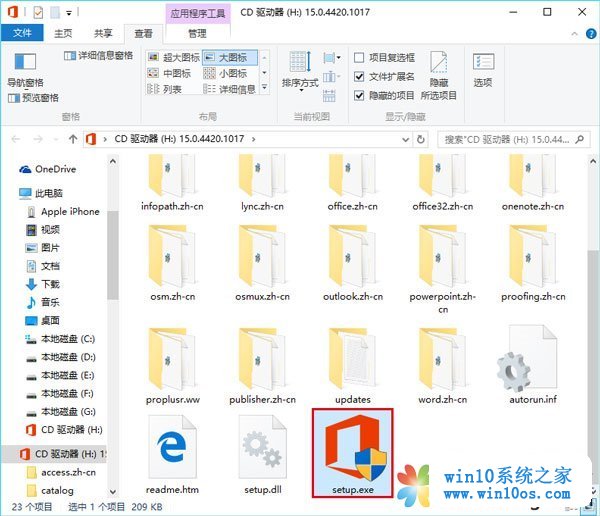 应用程序工具
CD 驱动器 (H:) 15.0.4420.1017
文件
主页
共享
查看
管理
导航窗格
详细信息窗格
预览窗格
窗格
超大图标
大图标
中图标
小图标
列表
详细信息
布局
排序方式
当前视图
项目复选框
文件扩展名
隐藏的项目
隐藏
所选项目
显示/隐藏
选项
CD 驱动器 (H:) 15.0.4420.1017
搜索"CD 驱动器 (H:) 15.0.44...
OneDrive
此电脑
Apple iPhone
视频
图片
文档
下载
音乐
桌面
本地磁盘 (C:)
本地磁盘 (D:)
本地磁盘 (E:)
本地磁盘 (F:)
本地磁盘 (G:)
CD 驱动器 (H:)
CD 驱动器 (H:) 15
access.zh-cn
catalog
infopath.zh-cn
lync.zh-cn
office.zh-cn
office32.zh-cn
onenote.zh-cn
osm.zh-cn
osmux.zh-cn
outlook.zh-cn
powerpoint.zh-
cn
proofing.zh-cn
proplusr.ww
publisher.zh-cn
updates
word.zh-cn
autorun.inf
readme.htm
setup.dll
setup.exe
23 个项目
选中 1 个项目 209 KB
win10系统之家
www.win10os.com